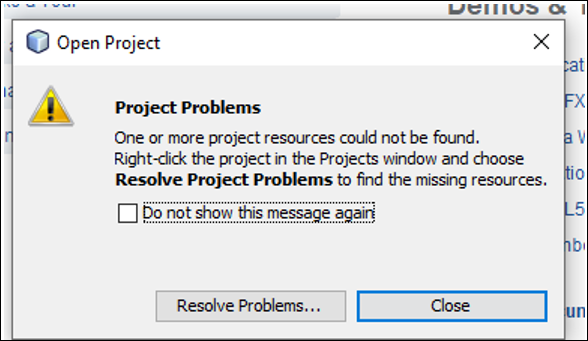 Demos & T
Open Project
Project Problems
One or more project resources could not be found.
Right-click the project in the Projects window and choose
Resolve Project Problems to find the missing resources.
Do not show this message again
Resolve Problems...
Close